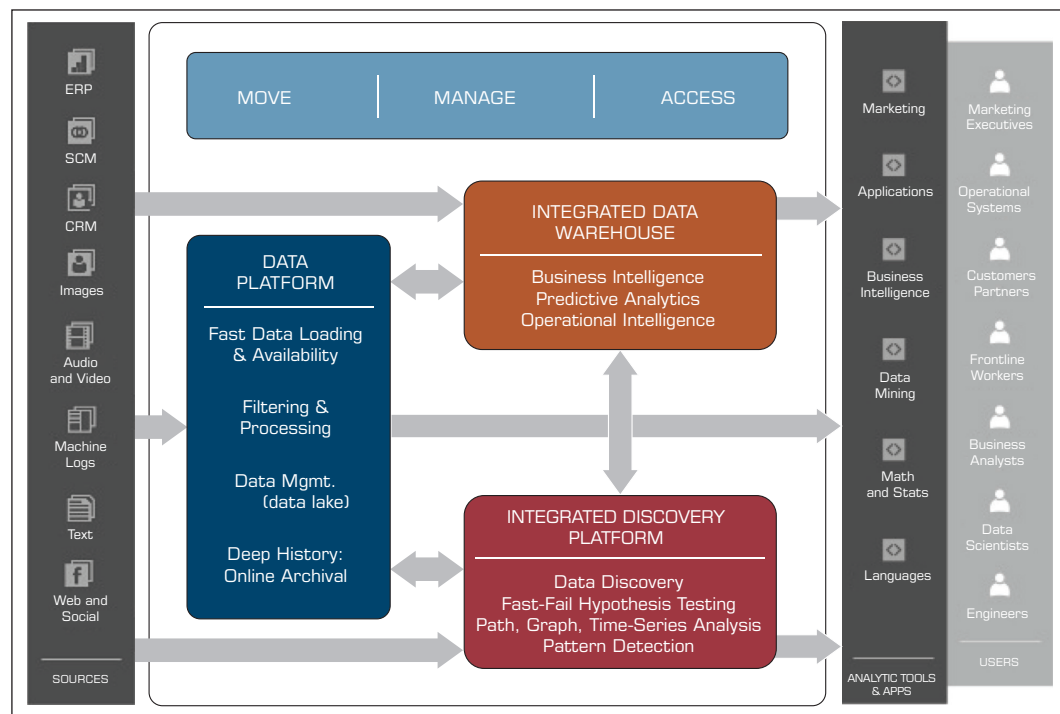 ERP
SCM
CRM
Images
Audio
and Video
Machine
Logs
Text
Web and
Social
SOURCES
MOVE
MANAGE
ACCESS
DATA
PLATFORM
Fast Data Loading
& Availability
Filtering &
Processing
Data Mgmt.
(data lake)
Deep History:
Online Archival
INTEGRATED DATA
WAREHOUSE
Business Intelligence
Predictive Analytics
Operational Intelligence
INTEGRATED DISCOVERY
PLATFORM
Data Discovery
Fast-Fail Hypothesis Testing
Path, Graph, Time-Series Analysis
Pattern Detection
Marketing
Applications
Business
Intelligence
Data
Mining
Math
and Stats
Languages
ANALYTIC TOOLS
& APPS
Marketing
Executives
Operational
Systems
Customers
Partners
Frontline
Workers
Business
Analysts
Data
Scientists
Engineers
USERS